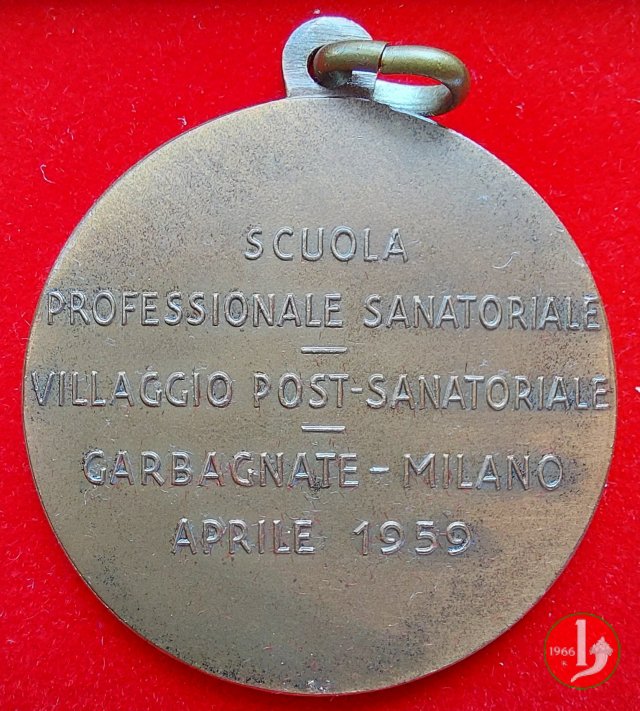 SCUOLA
PROFESSIONALE SANATORIALE
–
VILLAGGIO POST-SANATORIALE
–
GARBAGNATE - MILANO
APRILE 1959
1966